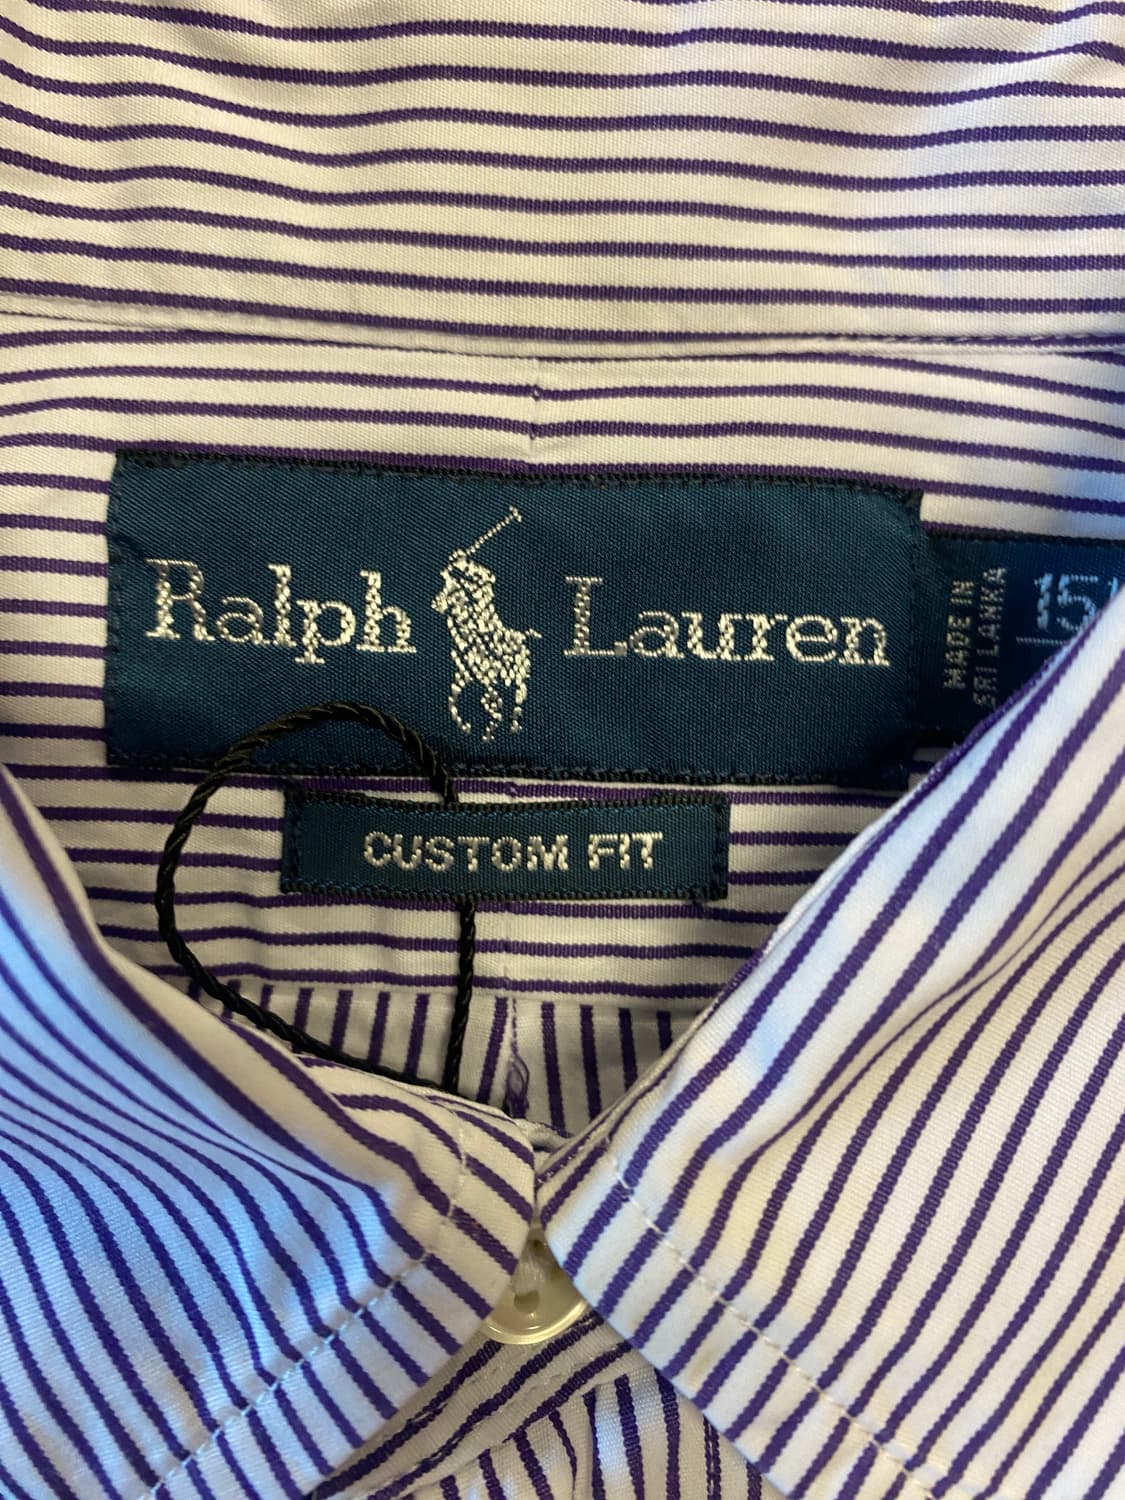 Ralph Lauren
MADE IN
SRI LANKA
15
CUSTOM FIT